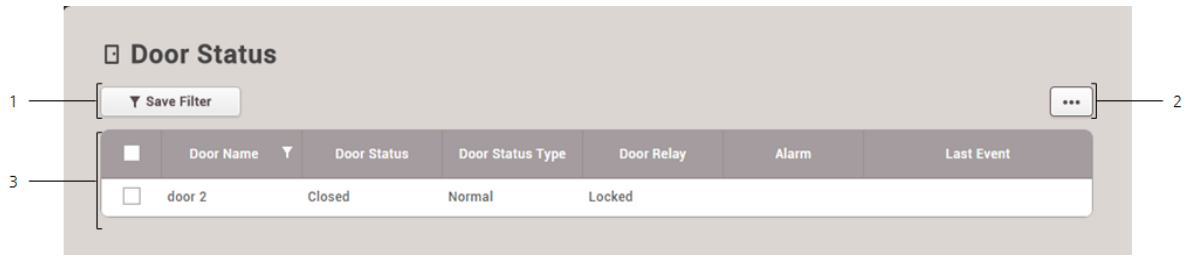 Door Status
1 Save Filter ••• 2
Door Name Door Status Door Status Type Door Relay Alarm Last Event
3 door 2 Closed Normal Locked